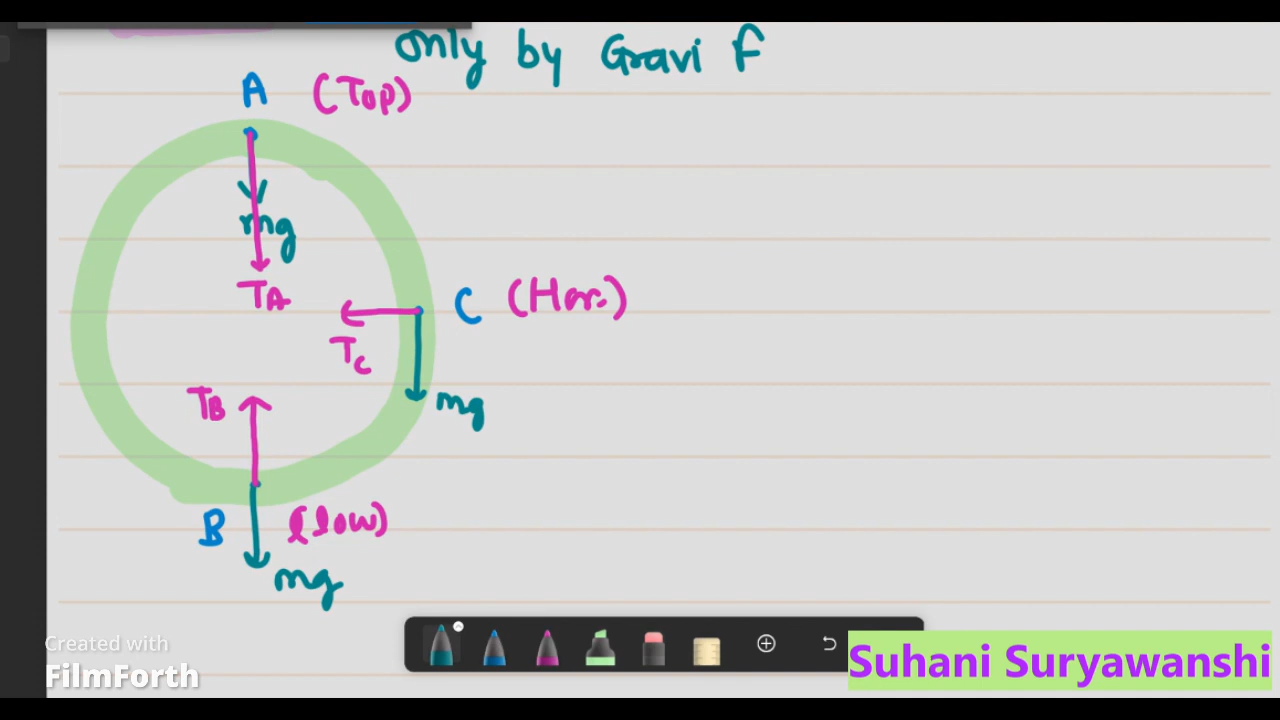 only by Gravi F
A (Top)
mg
TA
C (Hor.)
TC
TB
mg
B (low)
mg
Created with
FilmForth
Suhani Suryawanshi